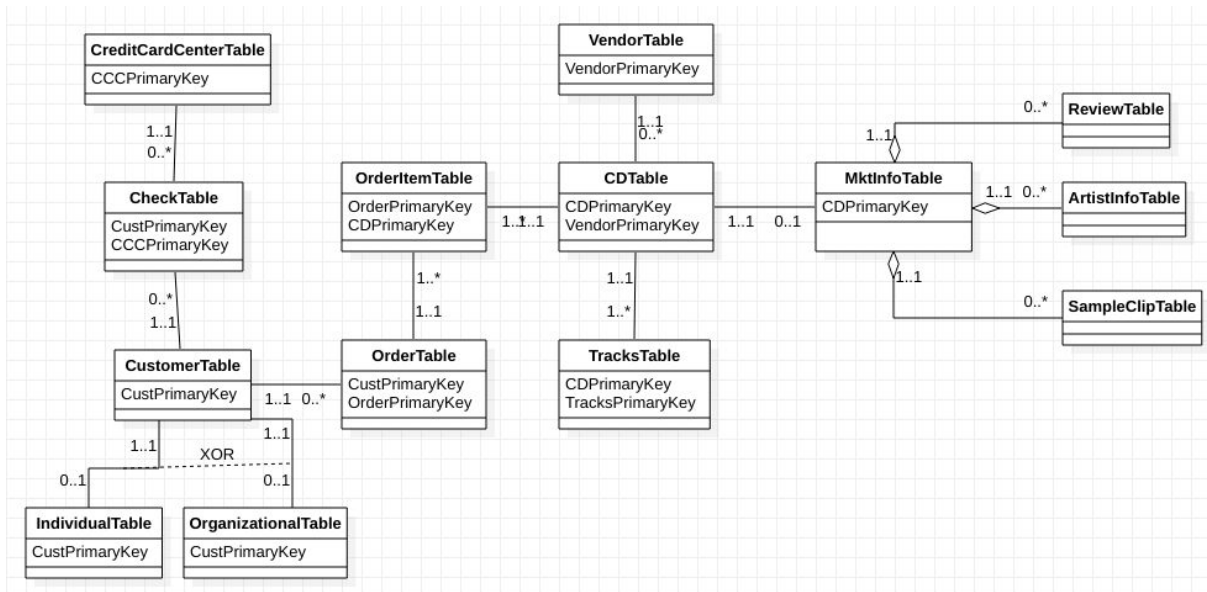 CreditCardCenterTable
CCCPrimaryKey
1..1
0..*
CheckTable
CustPrimaryKey
CCCPrimaryKey
0..*
1..1
CustomerTable
CustPrimaryKey
1..1
0..1
XOR
1..1
0..1
IndividualTable
CustPrimaryKey
OrganizationalTable
CustPrimaryKey
1..1 0..*
OrderItemTable
OrderPrimaryKey
CDPrimaryKey
1..*
1..1
OrderTable
CustPrimaryKey
OrderPrimaryKey
VendorTable
VendorPrimaryKey
1..1
0..*
CDTable
CDPrimaryKey
VendorPrimaryKey
1..1
1..*
TracksTable
CDPrimaryKey
TracksPrimaryKey
1..1 0..1
MktInfoTable
CDPrimaryKey
1..1
0..*
ReviewTable
1..1 0..*
ArtistInfoTable
1..1
0..*
SampleClipTable